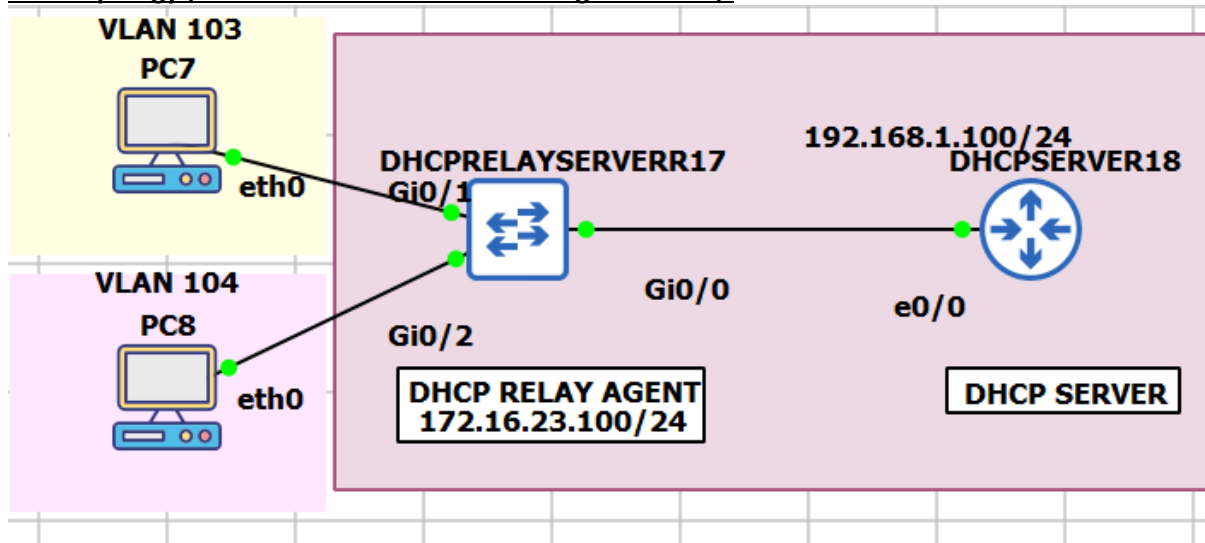 VLAN 103
PC7
eth0
192.168.1.100/24
DHCPRELAYSERVERR17
DHCPSERVER18
Gi0/1
VLAN 104
PC8
eth0
Gi0/0
e0/0
Gi0/2
DHCP RELAY AGENT
172.16.23.100/24
DHCP SERVER